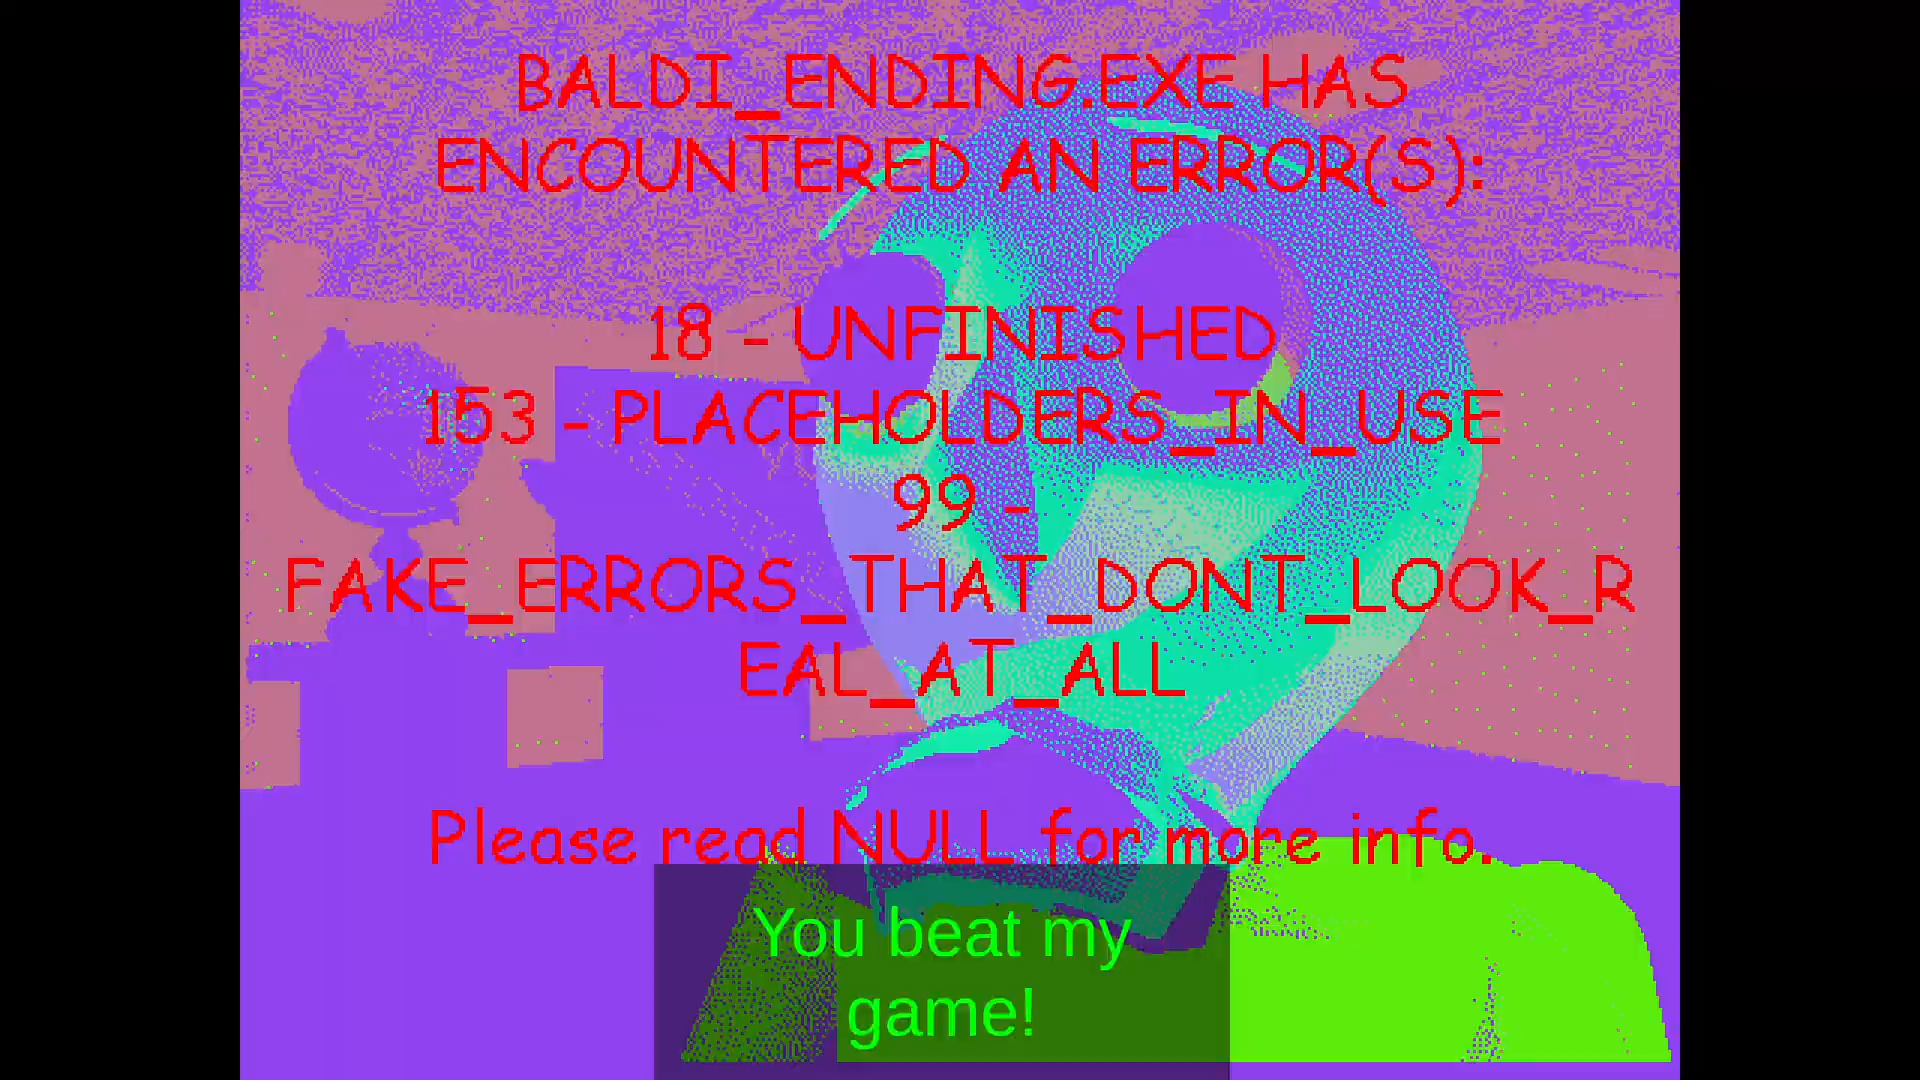 BALDI_ENDING.EXE HAS
ENCOUNTERED AN ERROR(S):
18 - UNFINISHED
153 - PLACEHOLDERS_IN_USE
99 -
FAKE_ERRORS_THAT_DONT_LOOK_R
EAL_AT_ALL
Please read NULL for more info.
You beat my
game!